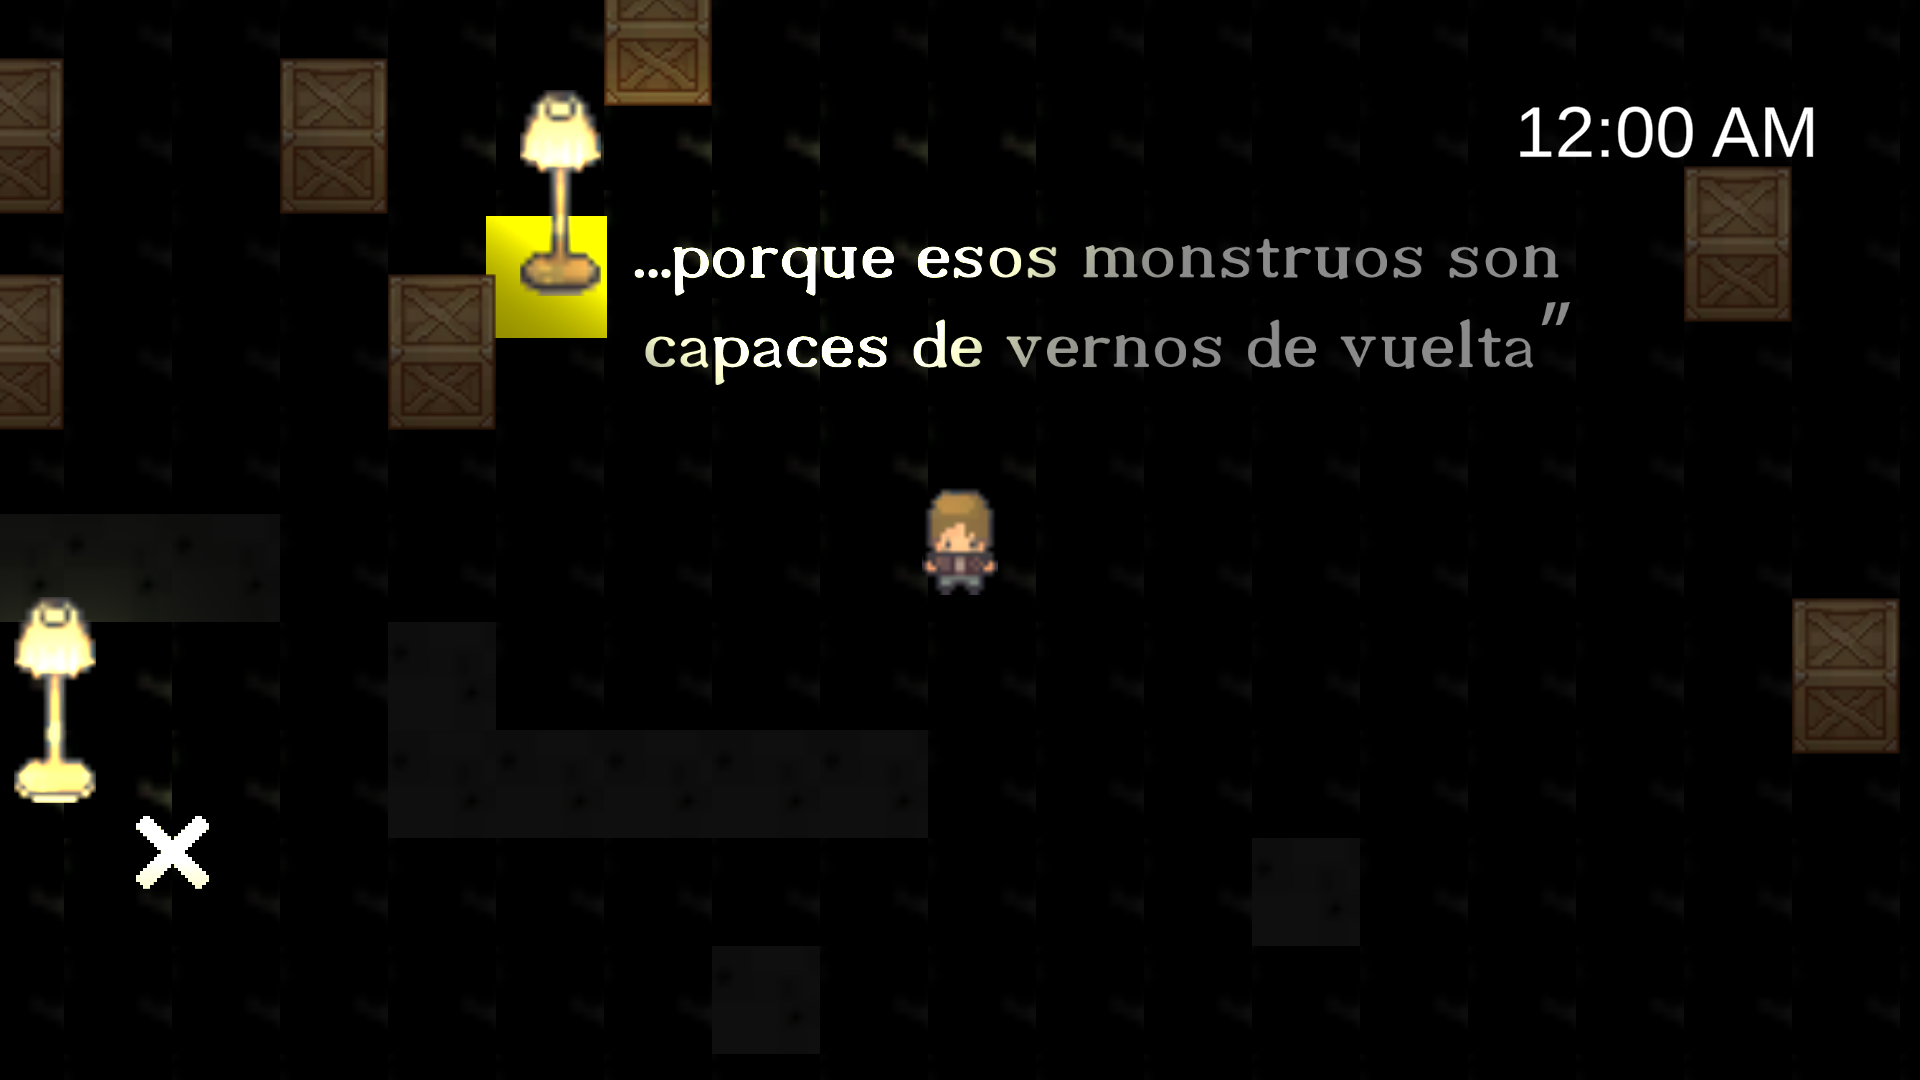 12:00 AM
...porque esos monstruos son
capaces de vernos de vuelta"